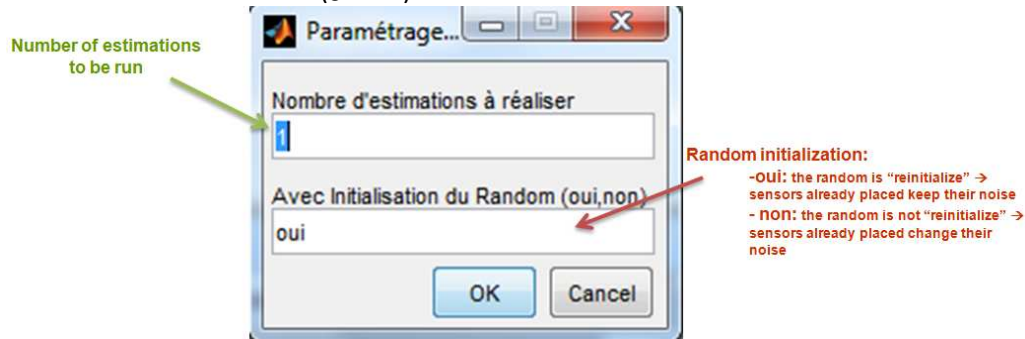 Paramétrage...
Number of estimations
to be run
Nombre d'estimations à réaliser
1
Avec Initialisation du Random (oui,non)
oui
OK
Cancel
Random initialization:
-oui: the random is “reinitialize” →
sensors already placed keep their noise
- non: the random is not “reinitialize” →
sensors already placed change their
noise